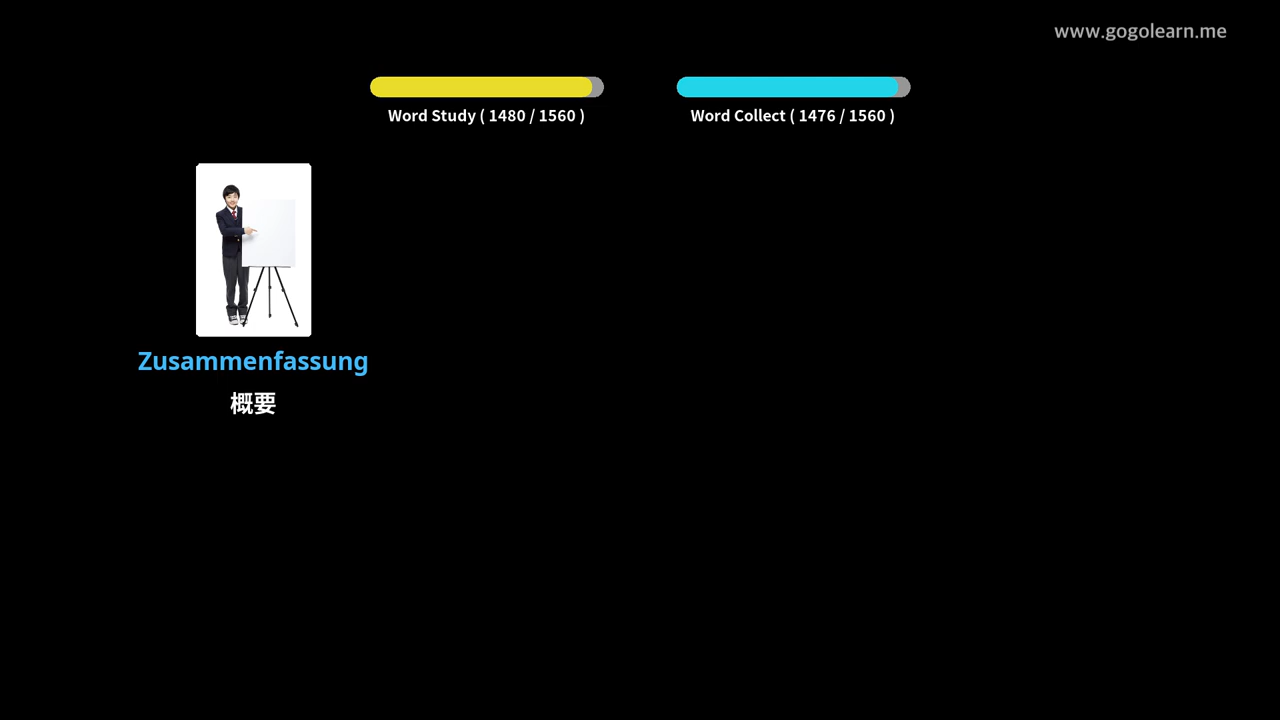 www.gogolearn.me
Word Study ( 1480 / 1560 )
Word Collect ( 1476 / 1560 )
Zusammenfassung
概要